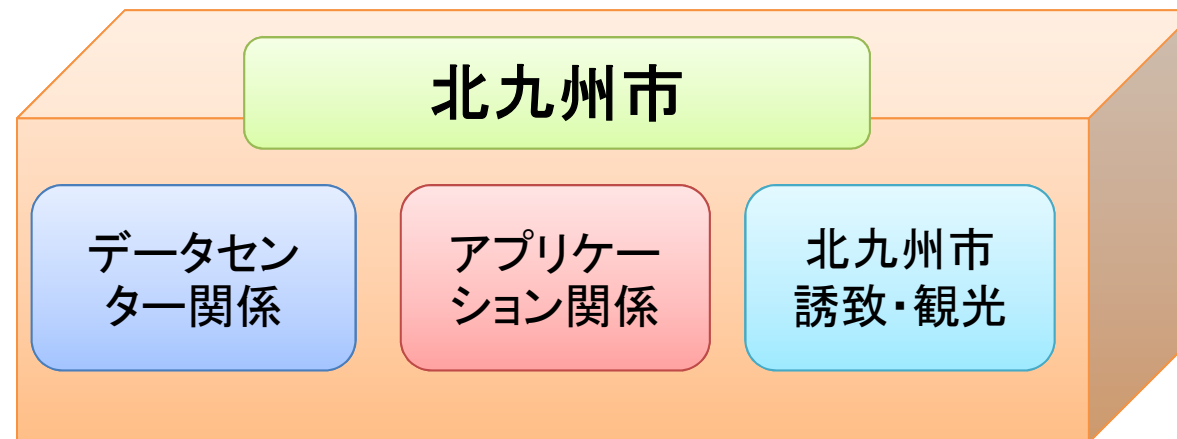 北九州市
データセン
ター関係
アプリケー
ション関係
北九州市
誘致・観光